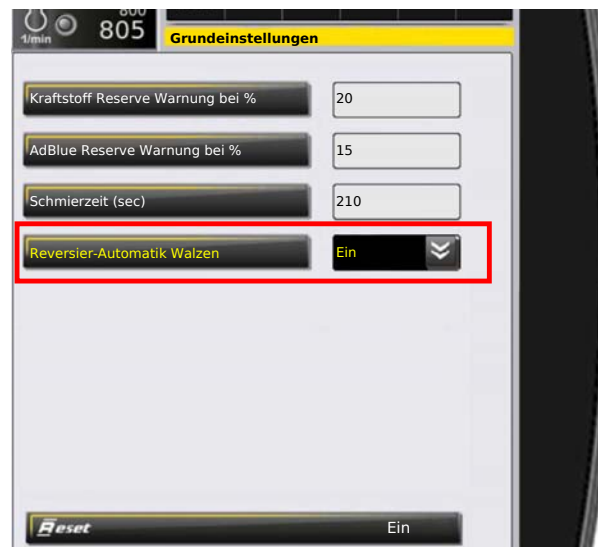 800
1/min 805
Grundeinstellungen
Kraftstoff Reserve Warnung bei % 20
AdBlue Reserve Warnung bei % 15
Schmierzeit (sec) 210
Reversier-Automatik Walzen Ein
Reset Ein